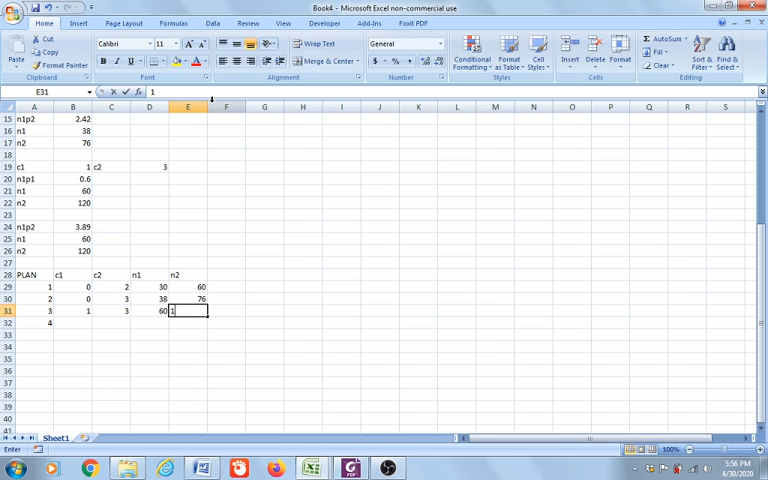 Book4 - Microsoft Excel non-commercial use
Home Insert Page Layout Formulas Data Review View Developer Add-Ins Foxit PDF
Cut
Copy
Format Painter
Paste
Clipboard
Calibri 11
B I U
Font
Wrap Text
Merge & Center
Alignment
General
$ % ,
Number
Conditional Formatting
Format as Table
Cell Styles
Styles
Insert Delete Format
Cells
AutoSum
Fill
Clear
Sort & Filter
Find & Select
Editing
E31 fx 1
A B C D E F G H I J K L M N O P Q R S
15 n1p2 2.42
16 n1 38
17 n2 76
18
19 c1 1 c2 3
20 n1p1 0.6
21 n1 60
22 n2 120
23
24 n1p2 3.89
25 n1 60
26 n2 120
27
28 PLAN c1 c2 n1 n2
29 1 0 2 30 60
30 2 0 3 38 76
31 3 1 3 60 1
32 4
33
34
35
36
37
38
39
40
41
Sheet1
Enter 100%
5:56 PM
4/30/2020